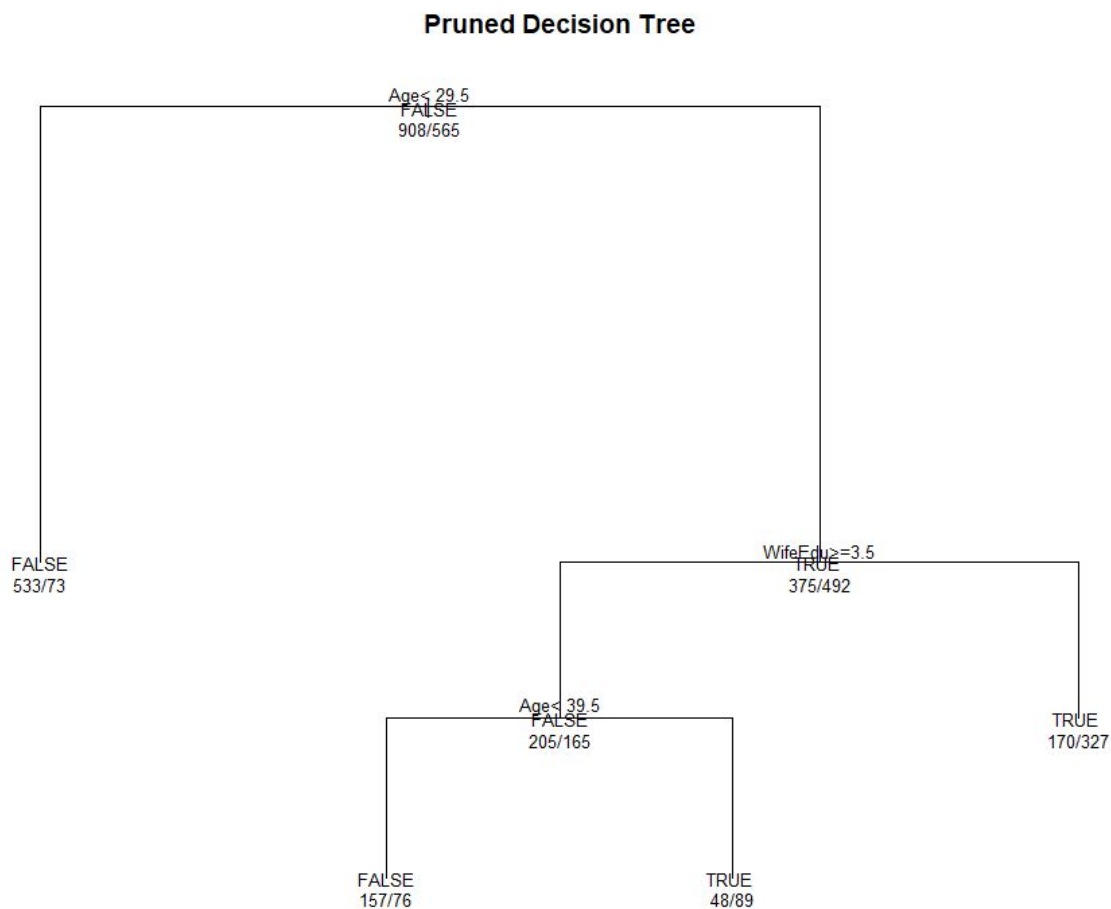 Pruned Decision Tree
Age< 29.5
FALSE
908/565
FALSE
533/73
WifeEdu>=3.5
TRUE
375/492
Age< 39.5
FALSE
205/165
TRUE
170/327
FALSE
157/76
TRUE
48/89